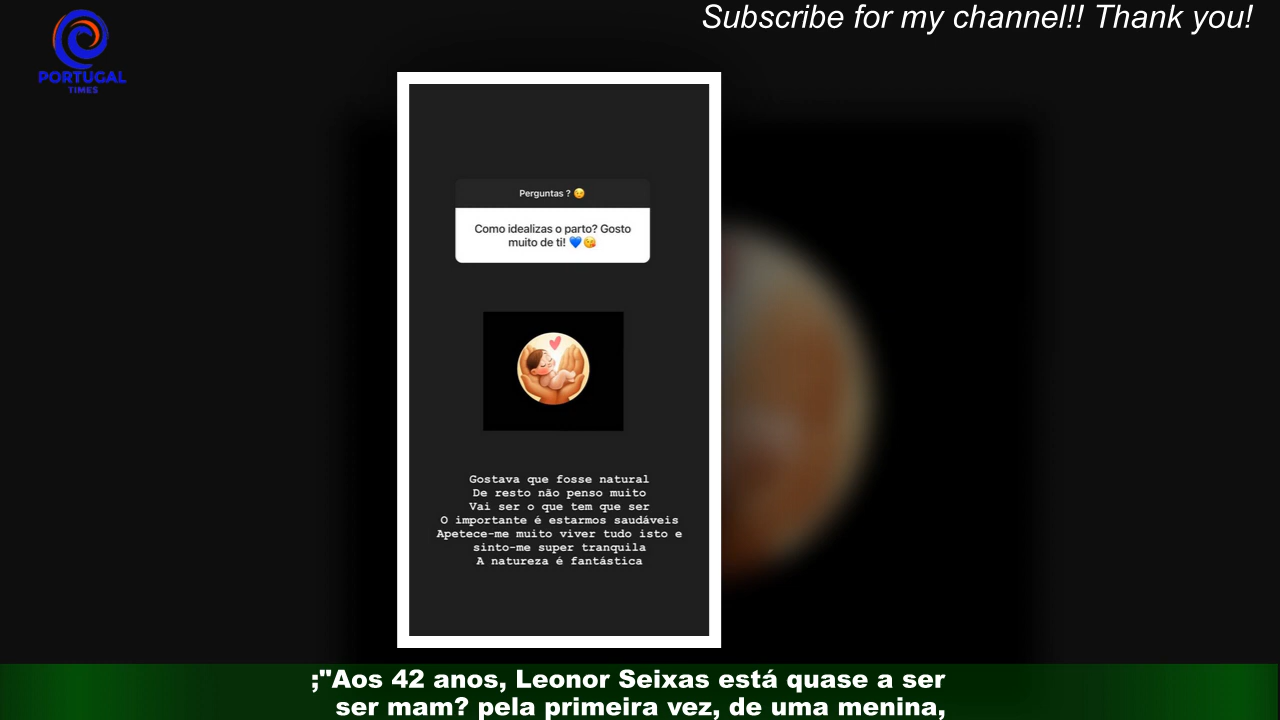 Subscribe for my channel!! Thank you!
PORTUGAL
TIMES
Perguntas ? 😊
Como idealizas o parto? Gosto
muito de ti! 💙😘
Gostava que fosse natural
De resto não penso muito
Vai ser o que tem que ser
O importante é estarmos saudáveis
Apetece-me muito viver tudo isto e
sinto-me super tranquila
A natureza é fantástica
;"Aos 42 anos, Leonor Seixas está quase a ser
ser mam? pela primeira vez, de uma menina,